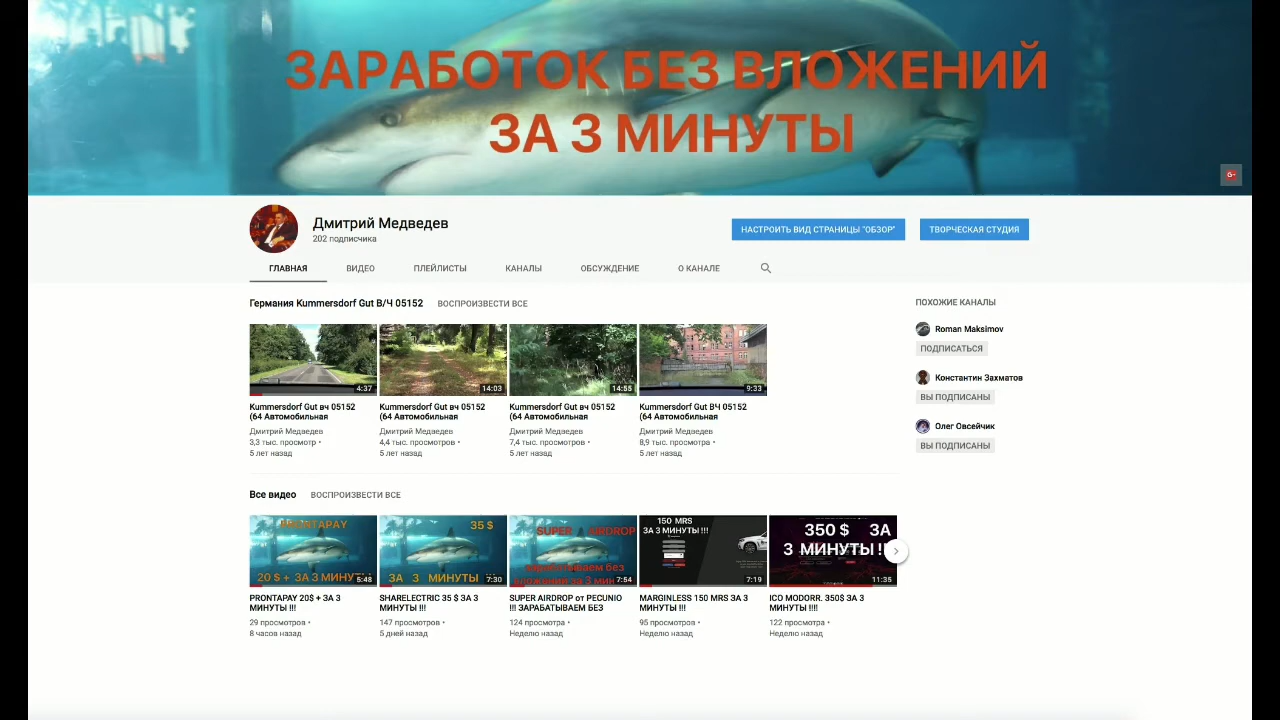 ЗАРАБОТОК БЕЗ ВЛОЖЕНИЙ
ЗА 3 МИНУТЫ
G+
Дмитрий Медведев
202 подписчика
НАСТРОИТЬ ВИД СТРАНИЦЫ "ОБЗОР"
ТВОРЧЕСКАЯ СТУДИЯ
ГЛАВНАЯ ВИДЕО ПЛЕЙЛИСТЫ КАНАЛЫ ОБСУЖДЕНИЕ О КАНАЛЕ
Германия Kummersdorf Gut В/Ч 05152 ВОСПРОИЗВЕСТИ ВСЕ
4:37
Kummersdorf Gut вч 05152
(64 Автомобильная
Дмитрий Медведев
3,3 тыс. просмотр •
5 лет назад
14:03
Kummersdorf Gut вч 05152
(64 Автомобильная
Дмитрий Медведев
4,4 тыс. просмотров •
5 лет назад
14:55
Kummersdorf Gut вч 05152
(64 Автомобильная
Дмитрий Медведев
7,4 тыс. просмотров •
5 лет назад
9:33
Kummersdorf Gut ВЧ 05152
(64 Автомобильная
Дмитрий Медведев
8,9 тыс. просмотра •
5 лет назад
ПОХОЖИЕ КАНАЛЫ
Roman Maksimov
ПОДПИСАТЬСЯ
Константин Захматов
ВЫ ПОДПИСАНЫ
Олег Овсейчик
ВЫ ПОДПИСАНЫ
Все видео ВОСПРОИЗВЕСТИ ВСЕ
PRONTAPAY
20 $ + ЗА 3 МИНУТЫ
5:48
PRONTAPAY 20$ + ЗА 3
МИНУТЫ !!!
29 просмотров •
8 часов назад
35 $
ЗА 3 МИНУТЫ
7:30
SHARELECTRIC 35 $ ЗА 3
МИНУТЫ !!!
147 просмотров •
5 дней назад
SUPER AIRDROP
зарабатываем без
вложений за 3 мин
7:54
SUPER AIRDROP от PECUNIO
!!! ЗАРАБАТЫВАЕМ БЕЗ
124 просмотра •
Неделю назад
150 MRS
ЗА 3 МИНУТЫ !!!
7:19
MARGINLESS 150 MRS ЗА 3
МИНУТЫ !!!
95 просмотров •
Неделю назад
350 $ ЗА
3 МИНУТЫ !!
11:35
ICO MODORR. 350$ ЗА 3
МИНУТЫ !!!!
122 просмотра •
Неделю назад